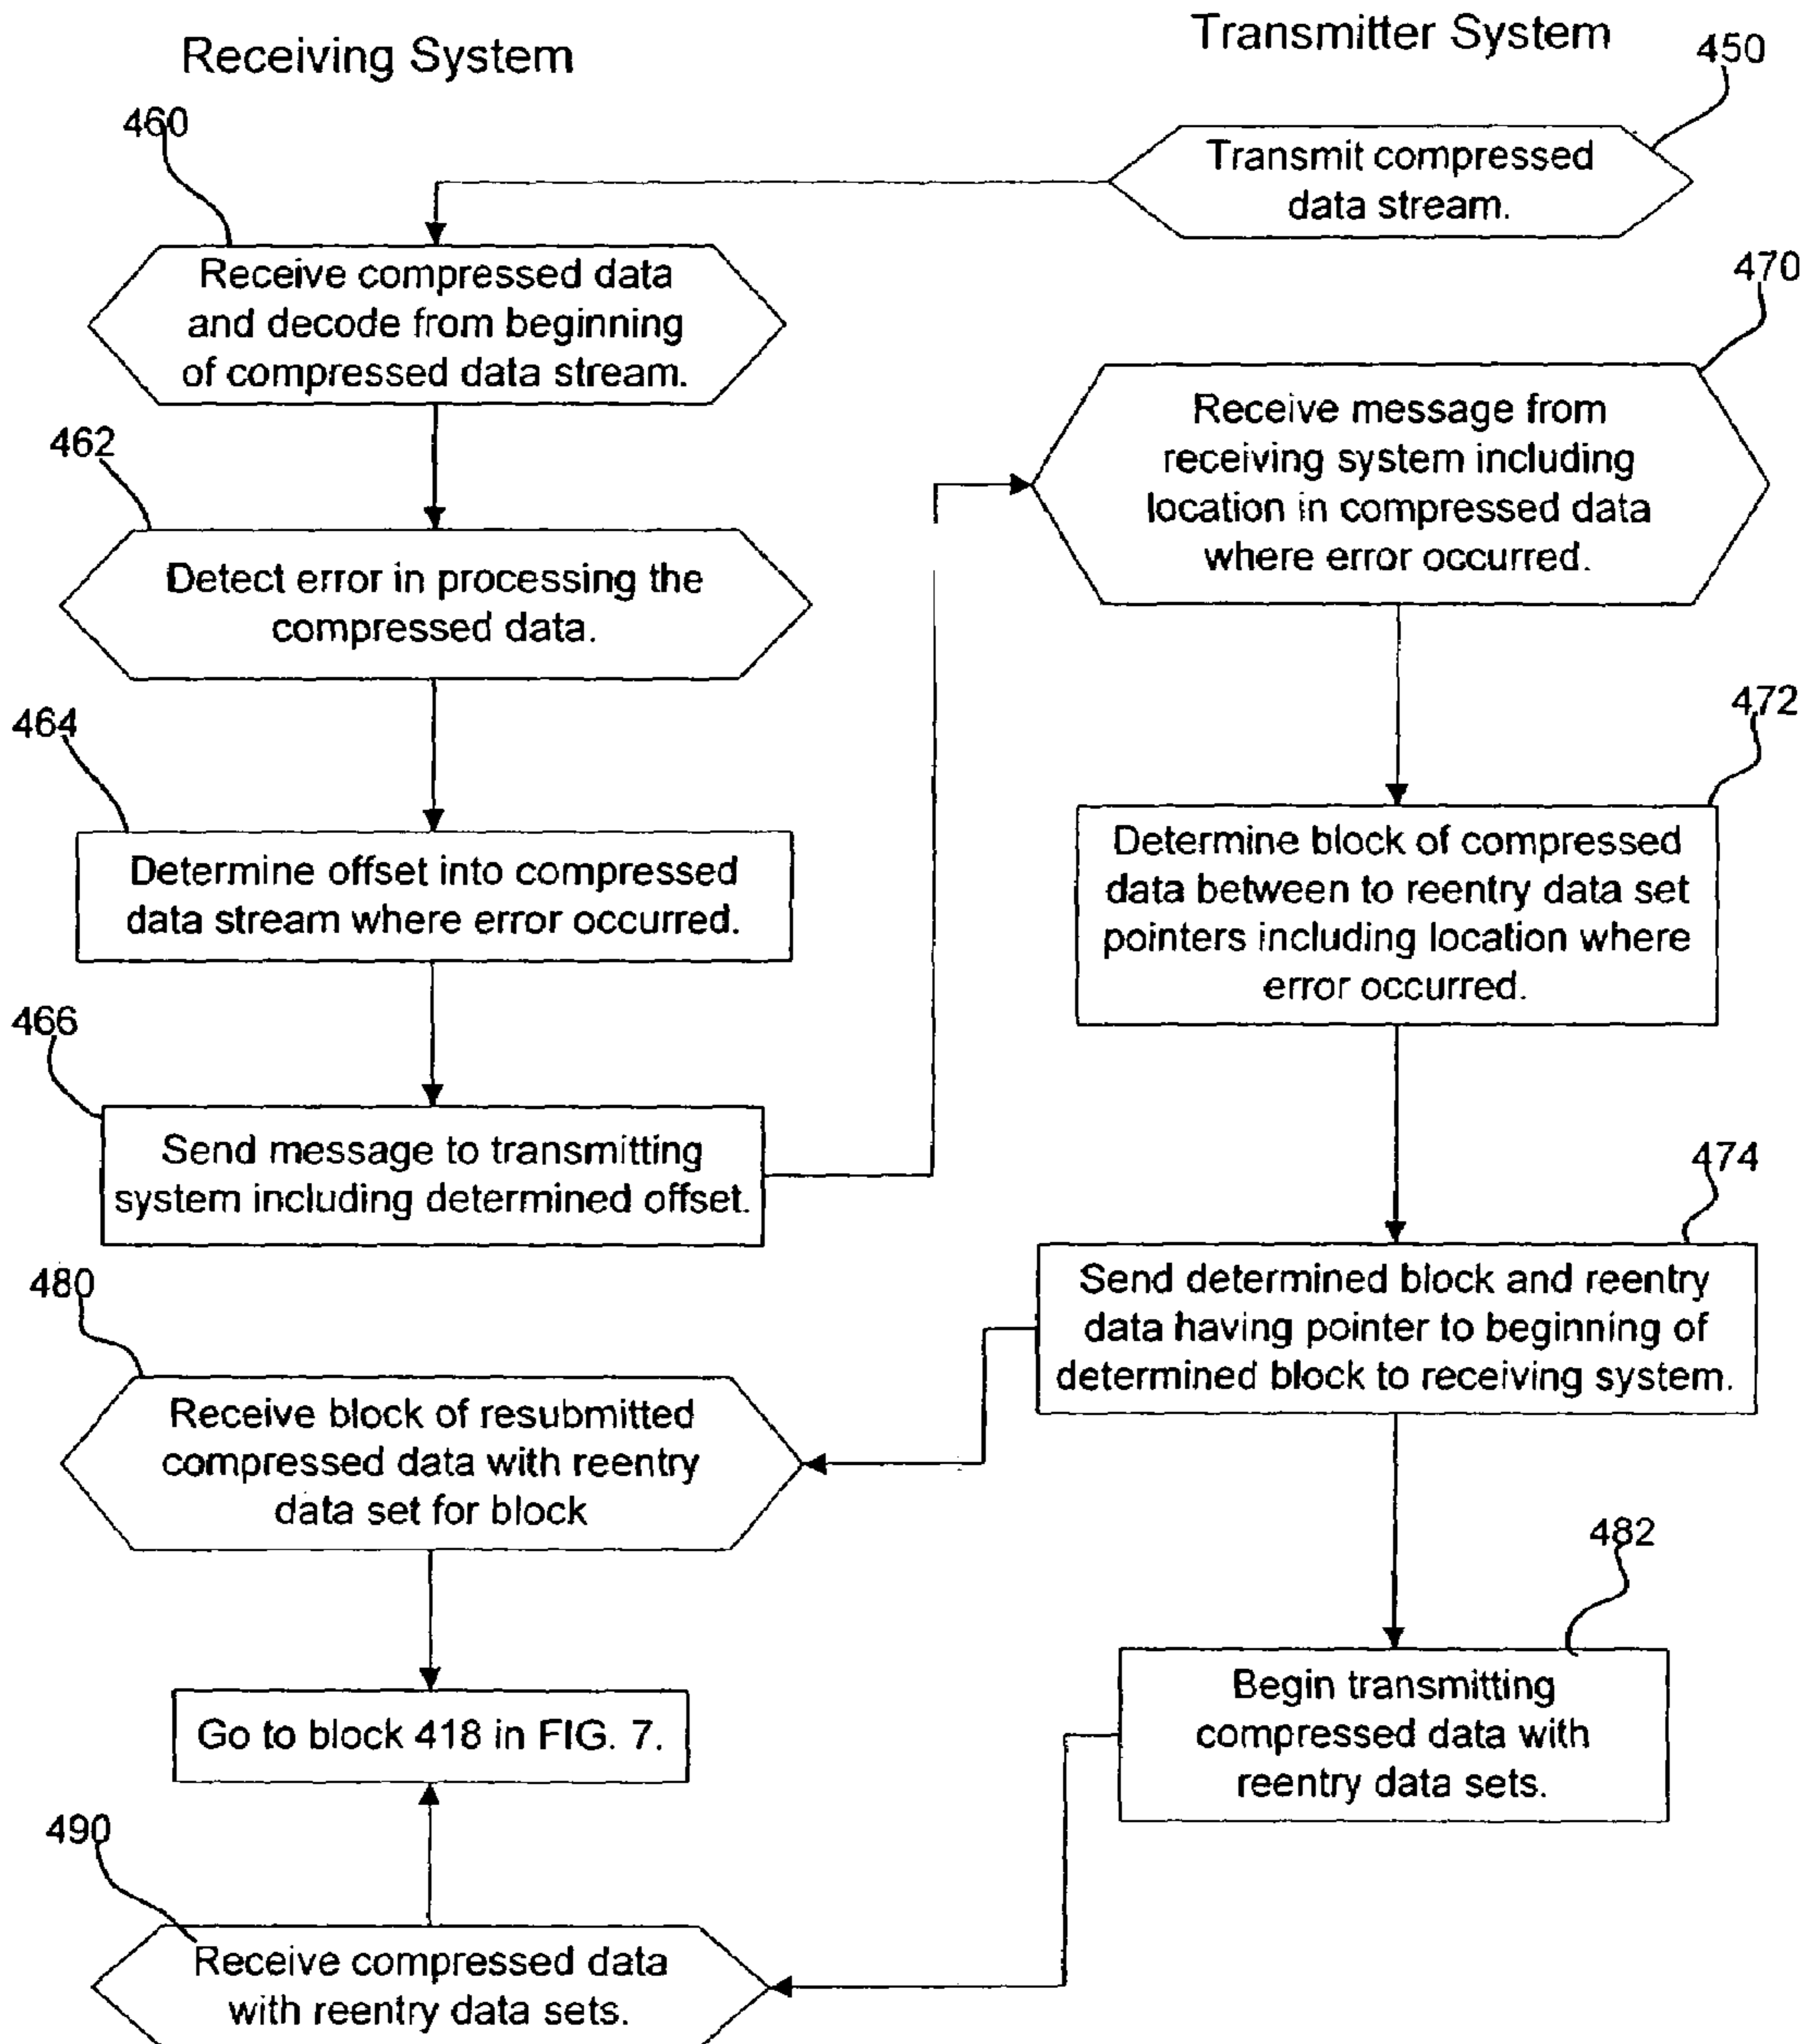 Receiving System
Transmitter System
450
Transmit compressed
data stream.
460
Receive compressed data
and decode from beginning
of compressed data stream.
470
Receive message from
receiving system including
location in compressed data
where error occurred.
462
Detect error in processing the
compressed data.
464
Determine offset into compressed
data stream where error occurred.
472
Determine block of compressed
data between to reentry data set
pointers including location where
error occurred.
466
Send message to transmitting
system including determined offset.
474
Send determined block and reentry
data having pointer to beginning of
determined block to receiving system.
480
Receive block of resubmitted
compressed data with reentry
data set for block
482
Begin transmitting
compressed data with
reentry data sets.
Go to block 418 in FIG. 7.
490
Receive compressed data
with reentry data sets.